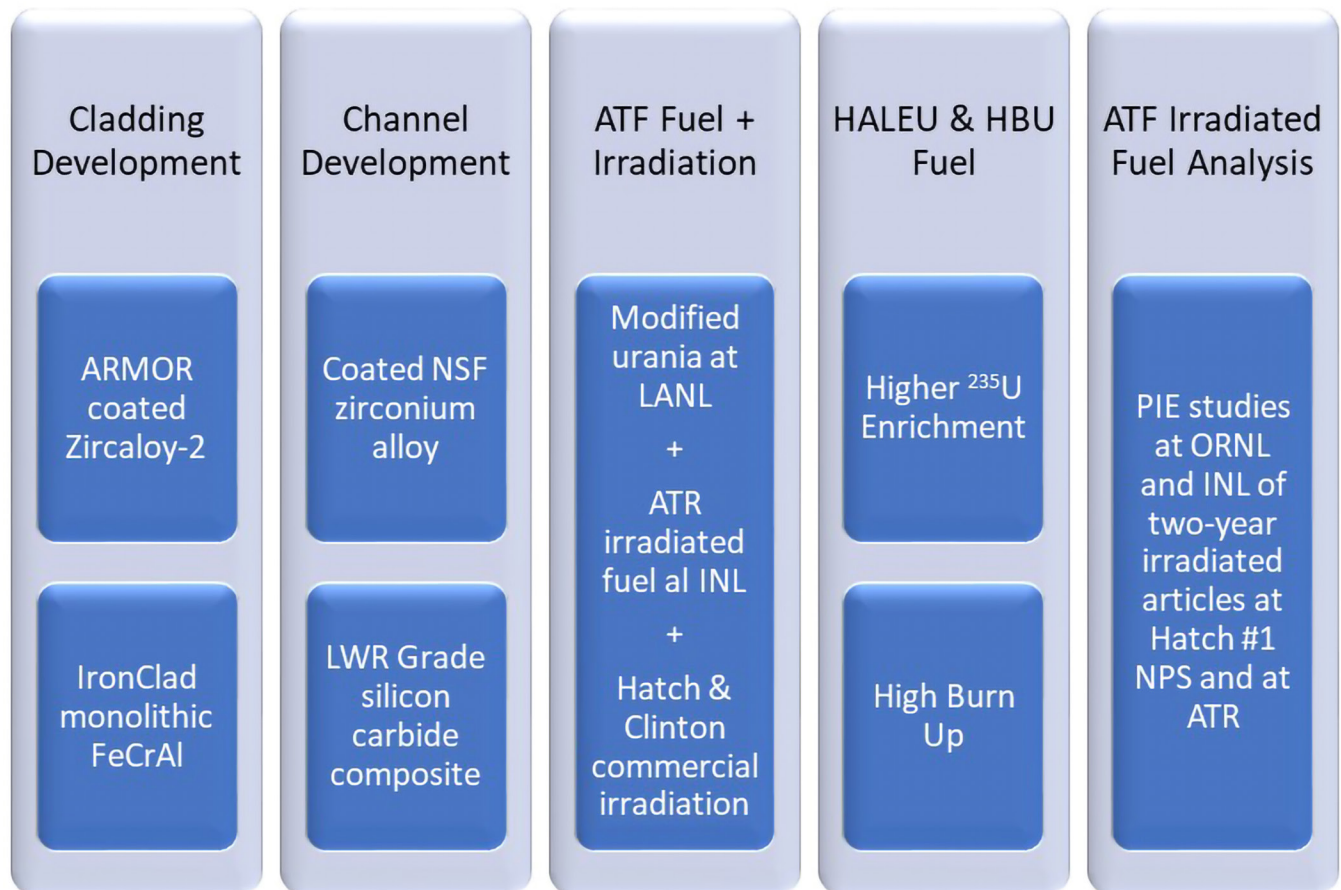 Cladding
Development
ARMOR
coated
Zircaloy-2
IronClad
monolithic
FeCrAl
Channel
Development
Coated NSF
zirconium
alloy
LWR Grade
silicon
carbide
composite
ATF Fuel +
Irradiation
Modified
urania at
LANL
+
ATR
irradiated
fuel al INL
+
Hatch &
Clinton
commercial
irradiation
HALEU & HBU
Fuel
Higher ²³⁵U
Enrichment
High Burn
Up
ATF Irradiated
Fuel Analysis
PIE studies
at ORNL
and INL of
two-year
irradiated
articles at
Hatch #1
NPS and at
ATR